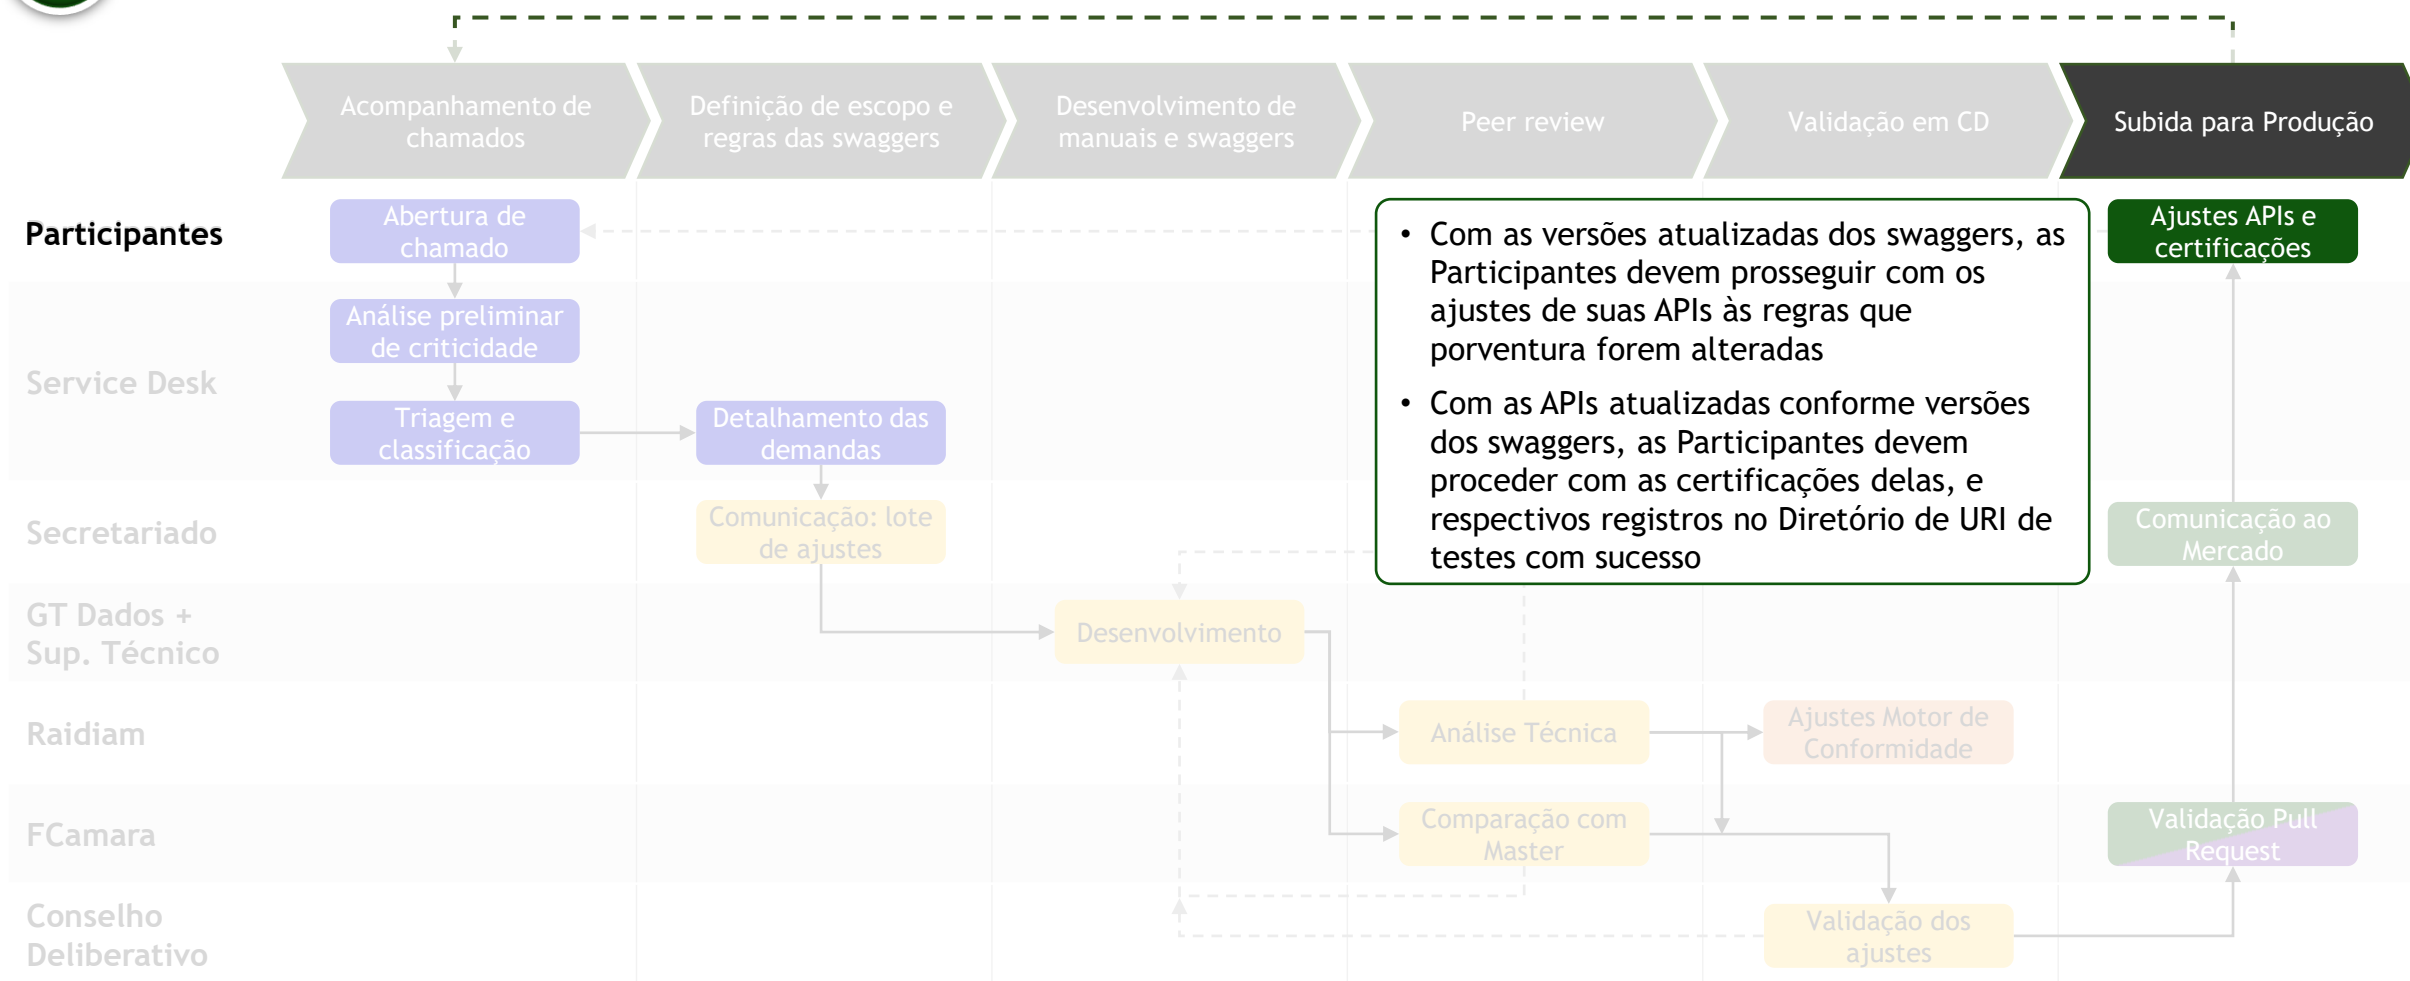 Acompanhamento de
chamados
Definição de escopo e
regras das swaggers
Desenvolvimento de
manuais e swaggers
Peer review
Validação em CD
Subida para Produção
Participantes
Abertura de
chamado
• Com as versões atualizadas dos swaggers, as
Participantes devem prosseguir com os
ajustes de suas APIs às regras que
porventura forem alteradas
• Com as APIs atualizadas conforme versões
dos swaggers, as Participantes devem
proceder com as certificações delas, e
respectivos registros no Diretório de URI de
testes com sucesso
Ajustes APIs e
certificações
Service Desk
Análise preliminar
de criticidade
Triagem e
classificação
Detalhamento das
demandas
Secretariado
Comunicação: lote
de ajustes
Comunicação ao
Mercado
GT Dados +
Sup. Técnico
Desenvolvimento
Raidiam
Análise Técnica
Ajustes Motor de
Conformidade
FCamara
Comparação com
Master
Validação Pull
Request
Conselho
Deliberativo
Validação dos
ajustes